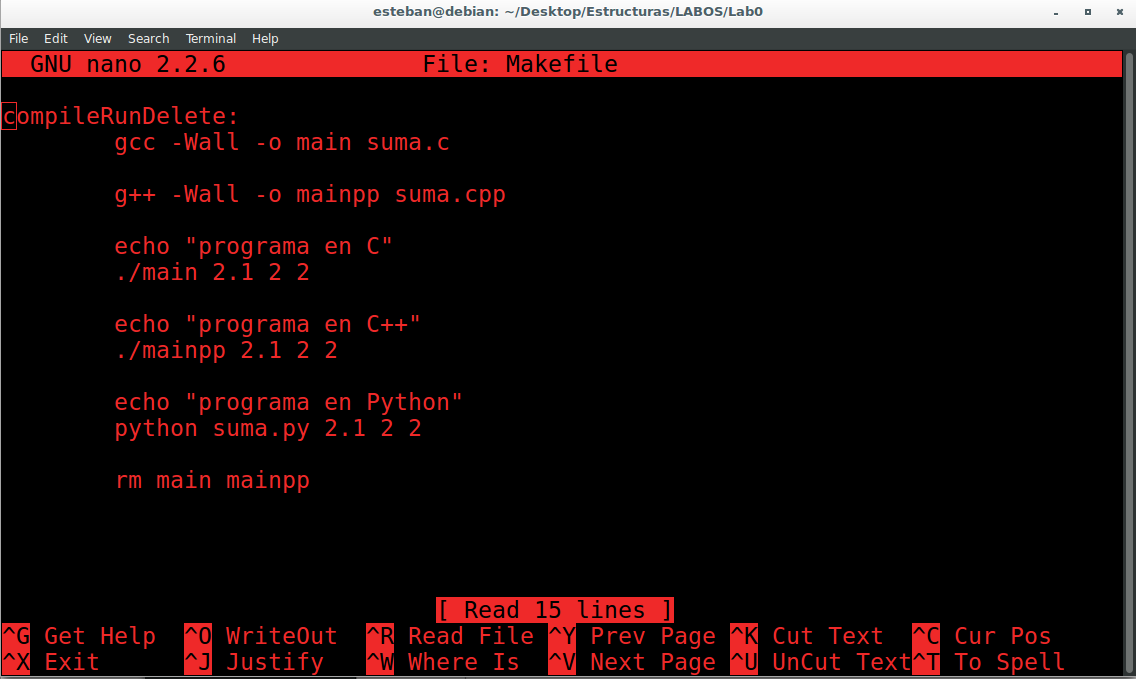 esteban@debian: ~/Desktop/Estructuras/LABOS/Lab0
File Edit View Search Terminal Help
GNU nano 2.2.6 File: Makefile
compileRunDelete:
gcc -Wall -o main suma.c
g++ -Wall -o mainpp suma.cpp
echo "programa en C"
./main 2.1 2 2
echo "programa en C++"
./mainpp 2.1 2 2
echo "programa en Python"
python suma.py 2.1 2 2
rm main mainpp
[ Read 15 lines ]
^G Get Help ^O WriteOut ^R Read File ^Y Prev Page ^K Cut Text ^C Cur Pos
^X Exit ^J Justify ^W Where Is ^V Next Page ^U UnCut Text ^T To Spell